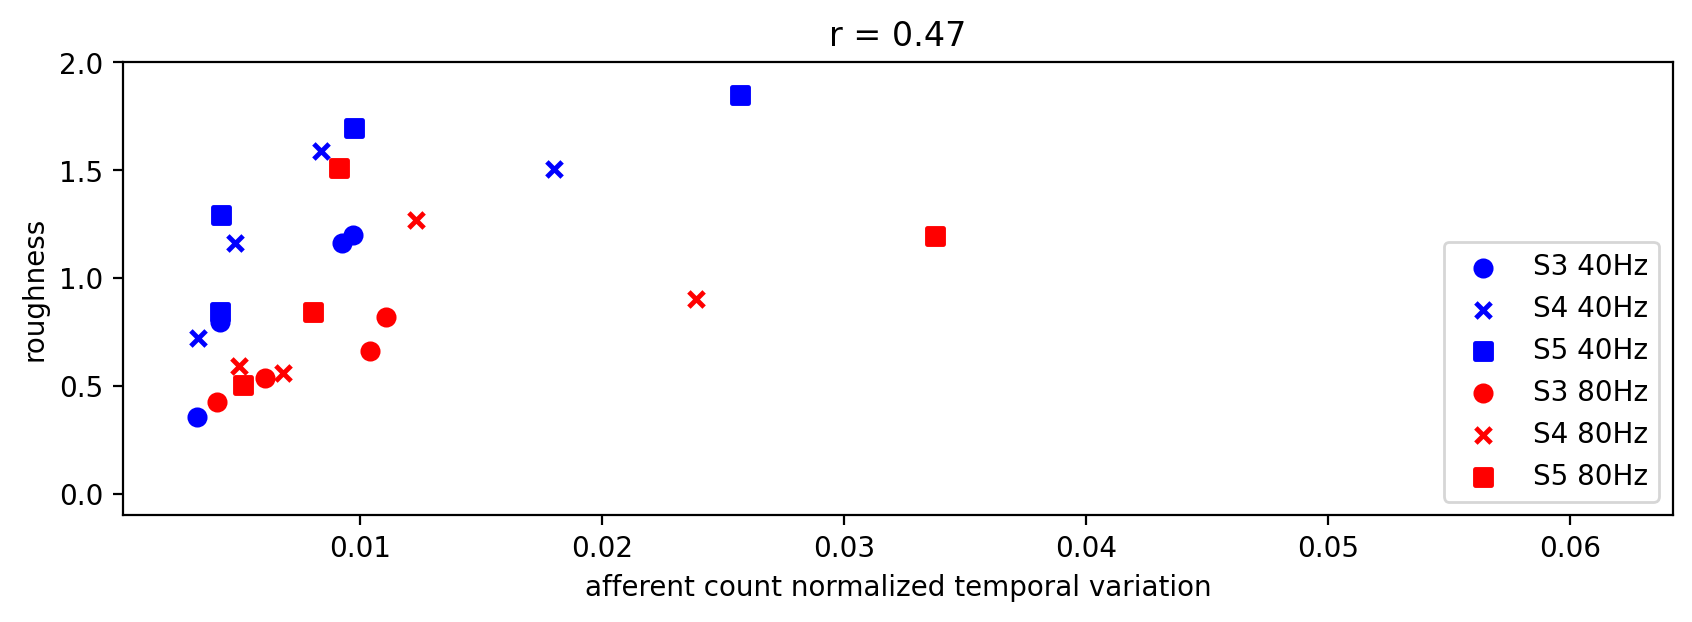 r = 0.47
2.0
1.5
1.0
0.5
0.0
roughness
S3 40Hz
S4 40Hz
S5 40Hz
S3 80Hz
S4 80Hz
S5 80Hz
0.01 0.02 0.03 0.04 0.05 0.06
afferent count normalized temporal variation